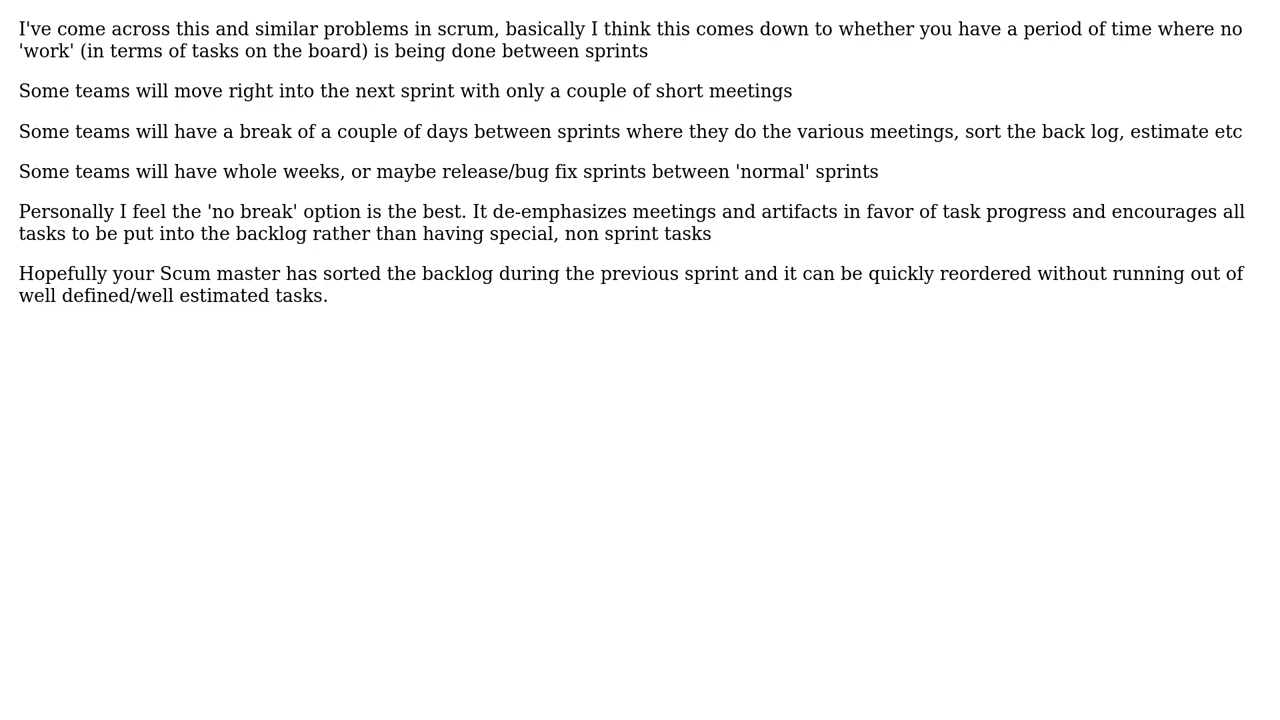 I've come across this and similar problems in scrum, basically I think this comes down to whether you have a period of time where no
'work' (in terms of tasks on the board) is being done between sprints
Some teams will move right into the next sprint with only a couple of short meetings
Some teams will have a break of a couple of days between sprints where they do the various meetings, sort the back log, estimate etc
Some teams will have whole weeks, or maybe release/bug fix sprints between 'normal' sprints
Personally I feel the 'no break' option is the best. It de-emphasizes meetings and artifacts in favor of task progress and encourages all
tasks to be put into the backlog rather than having special, non sprint tasks
Hopefully your Scum master has sorted the backlog during the previous sprint and it can be quickly reordered without running out of
well defined/well estimated tasks.